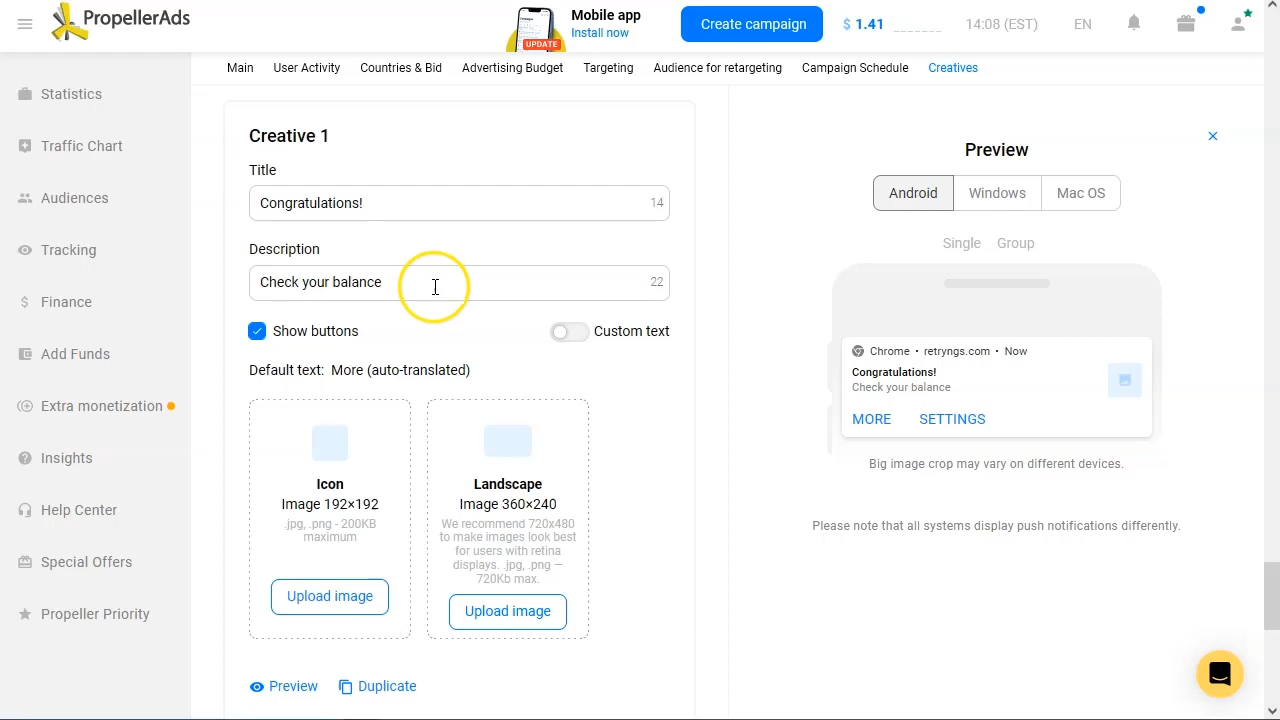 PropellerAds
UPDATE
Mobile app
Install now
Create campaign
$ 1.41
14:08 (EST)
EN
Statistics
Traffic Chart
Audiences
Tracking
Finance
Add Funds
Extra monetization
Insights
Help Center
Special Offers
Propeller Priority
Main
User Activity
Countries & Bid
Advertising Budget
Targeting
Audience for retargeting
Campaign Schedule
Creatives
Creative 1
Title
Congratulations!
14
Description
Check your balance
22
Show buttons
Custom text
Default text: More (auto-translated)
Icon
Image 192×192
.jpg, .png - 200KB
maximum
Upload image
Landscape
Image 360×240
We recommend 720x480
to make images look best
for users with retina
displays. .jpg, .png —
720Kb max.
Upload image
Preview
Duplicate
Preview
Android
Windows
Mac OS
Single
Group
Chrome • retryngs.com • Now
Congratulations!
Check your balance
MORE
SETTINGS
Big image crop may vary on different devices.
Please note that all systems display push notifications differently.